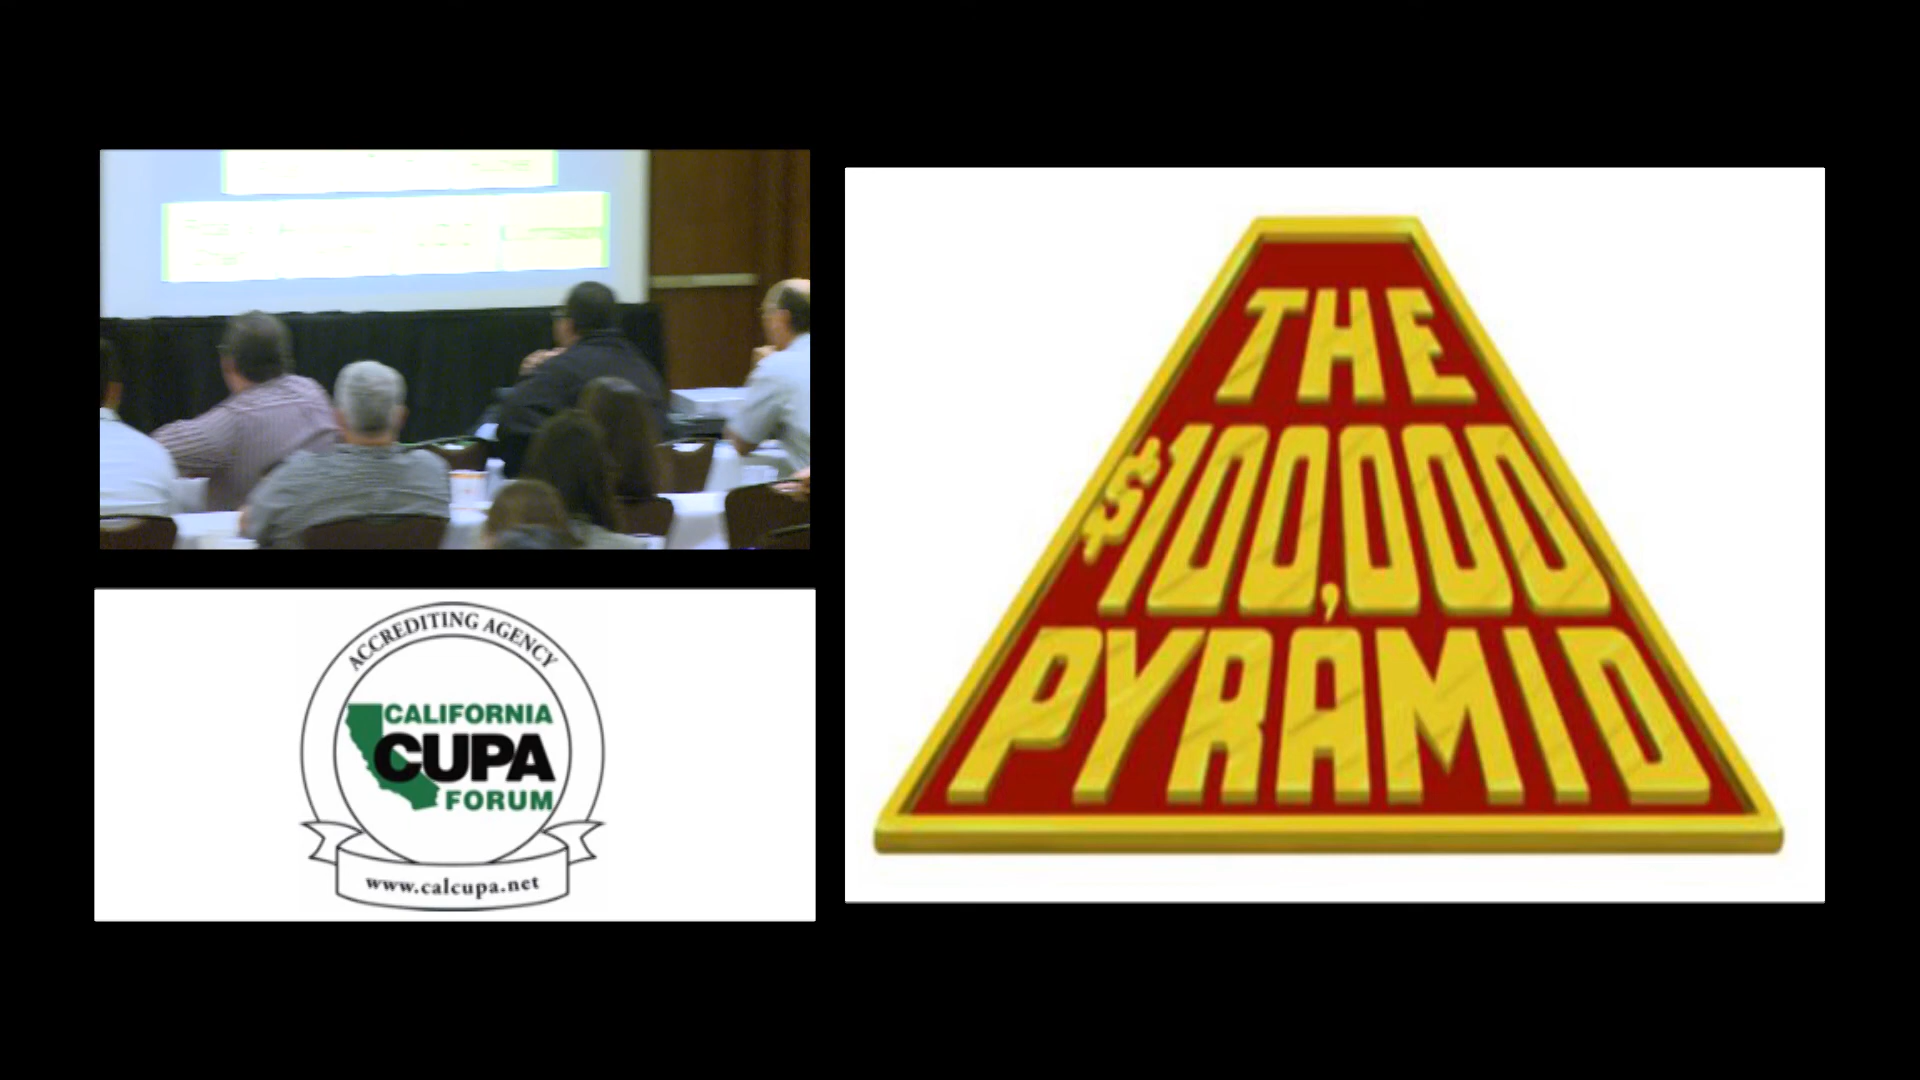 ACCREDITING AGENCY
CALIFORNIA
CUPA
FORUM
www.calcupa.net
THE
$100,000
PYRAMID